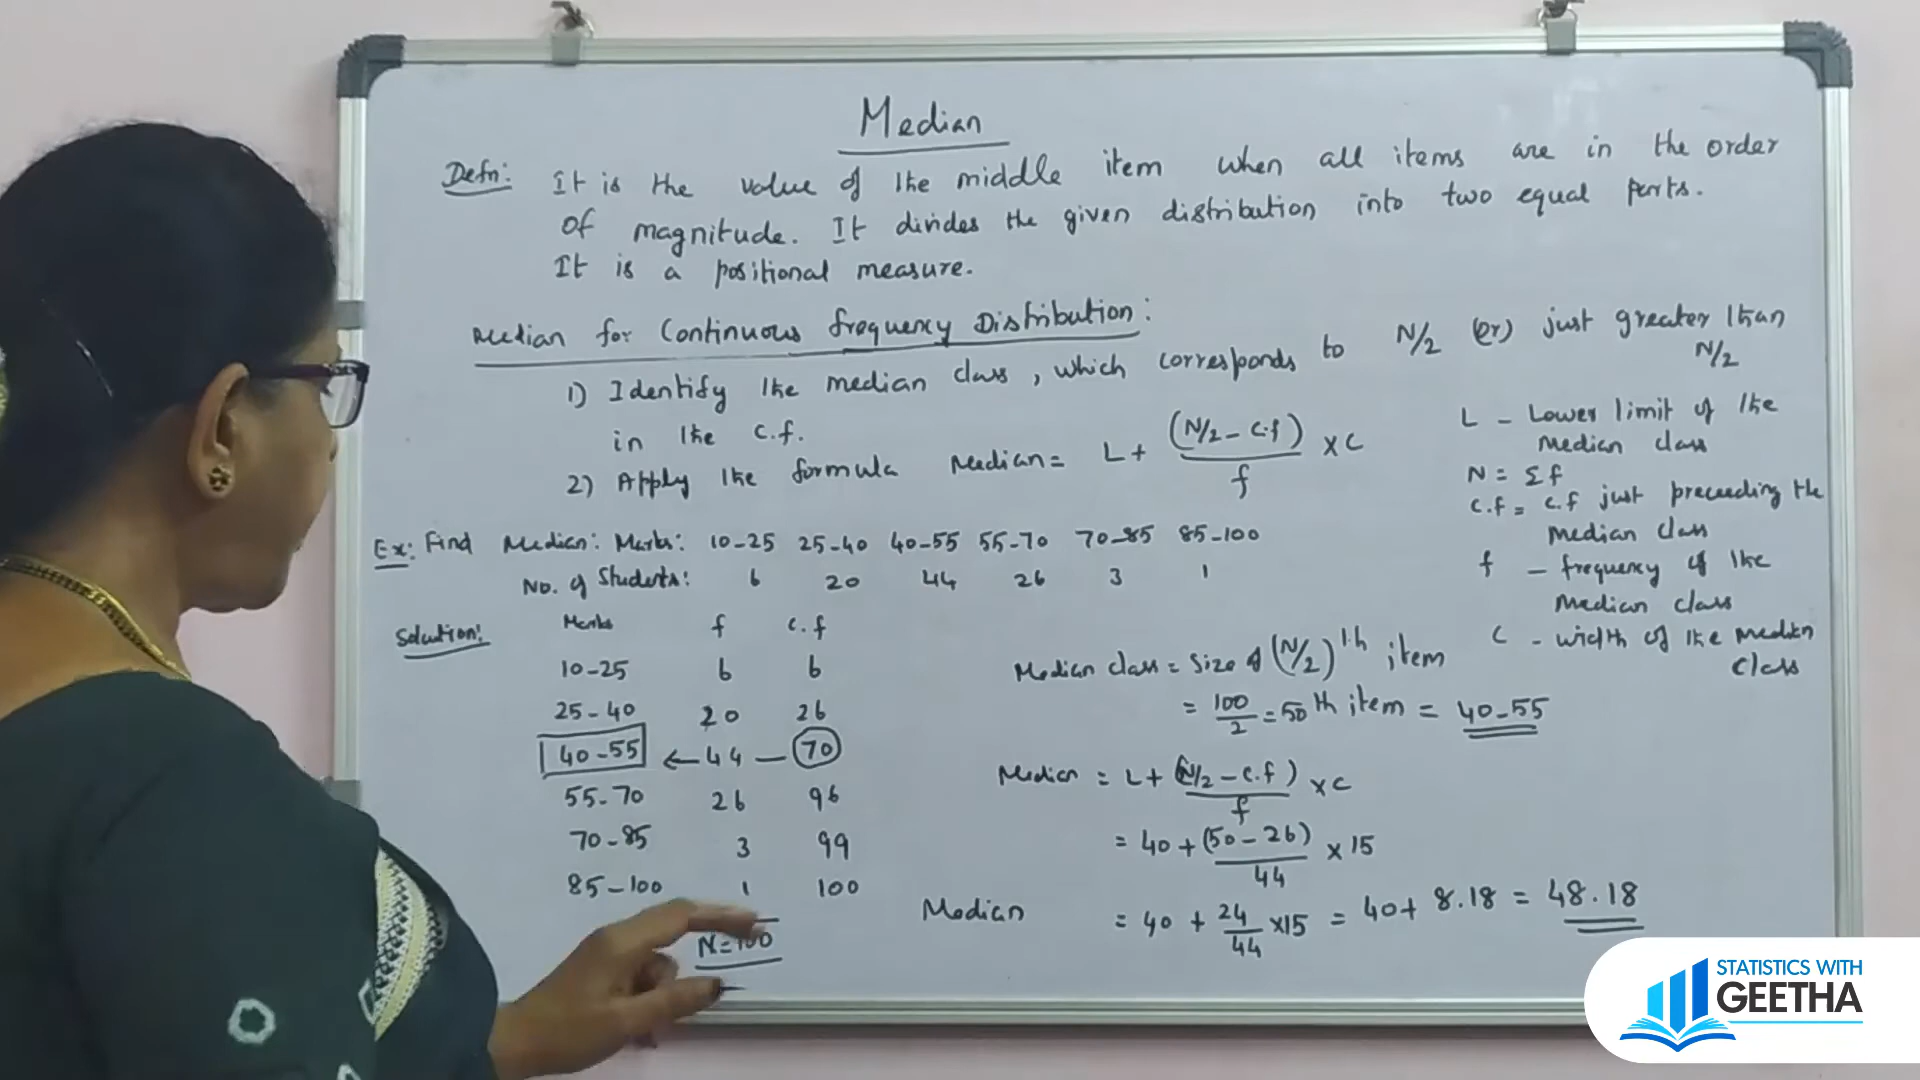 Median
Defn: It is the value of the middle item when all items are in the order
of magnitude. It divides the given distribution into two equal parts.
It is a positional measure.
Median for Continuous frequency Distribution:
1) Identify the median class, which corresponds to N/2 (or) just greater than N/2
in the c.f.
2) Apply the formula Median = L + (N/2 - c.f) / f × C
L - Lower limit of the
Median class
N = Σf
c.f = c.f just preceeding the
Median class
f - frequency of the
Median class
C - width of the Median
class
Ex: Find Median: Marks: 10-25 25-40 40-55 55-70 70-85 85-100
No. of Students: 6 20 44 26 3 1
Solution:
Marks f c.f
10-25 6 6
25-40 20 26
40-55 ← 44 — 70
55-70 26 96
70-85 3 99
85-100 1 100
N=100
Median class = Size of (N/2)th item
= 100/2 = 50th item = 40-55
Median = L + (N/2 - c.f) / f × C
= 40 + (50-26) / 44 × 15
Median = 40 + 24/44 ×15 = 40+ 8.18 = 48.18
STATISTICS WITH
GEETHA